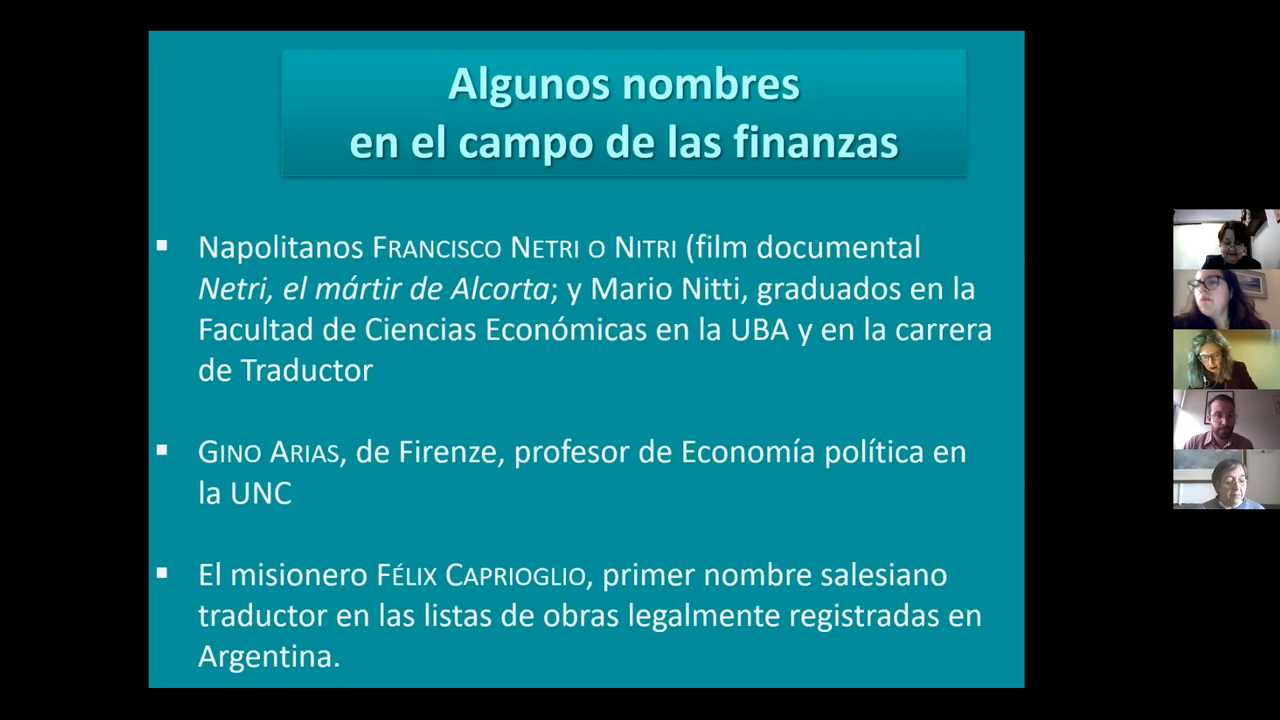 Algunos nombres
en el campo de las finanzas
▪ Napolitanos FRANCISCO NETRI O NITRI (film documental
Netri, el mártir de Alcorta; y Mario Nitti, graduados en la
Facultad de Ciencias Económicas en la UBA y en la carrera
de Traductor
▪ GINO ARIAS, de Firenze, profesor de Economía política en
la UNC
▪ El misionero FÉLIX CAPRIOGLIO, primer nombre salesiano
traductor en las listas de obras legalmente registradas en
Argentina.